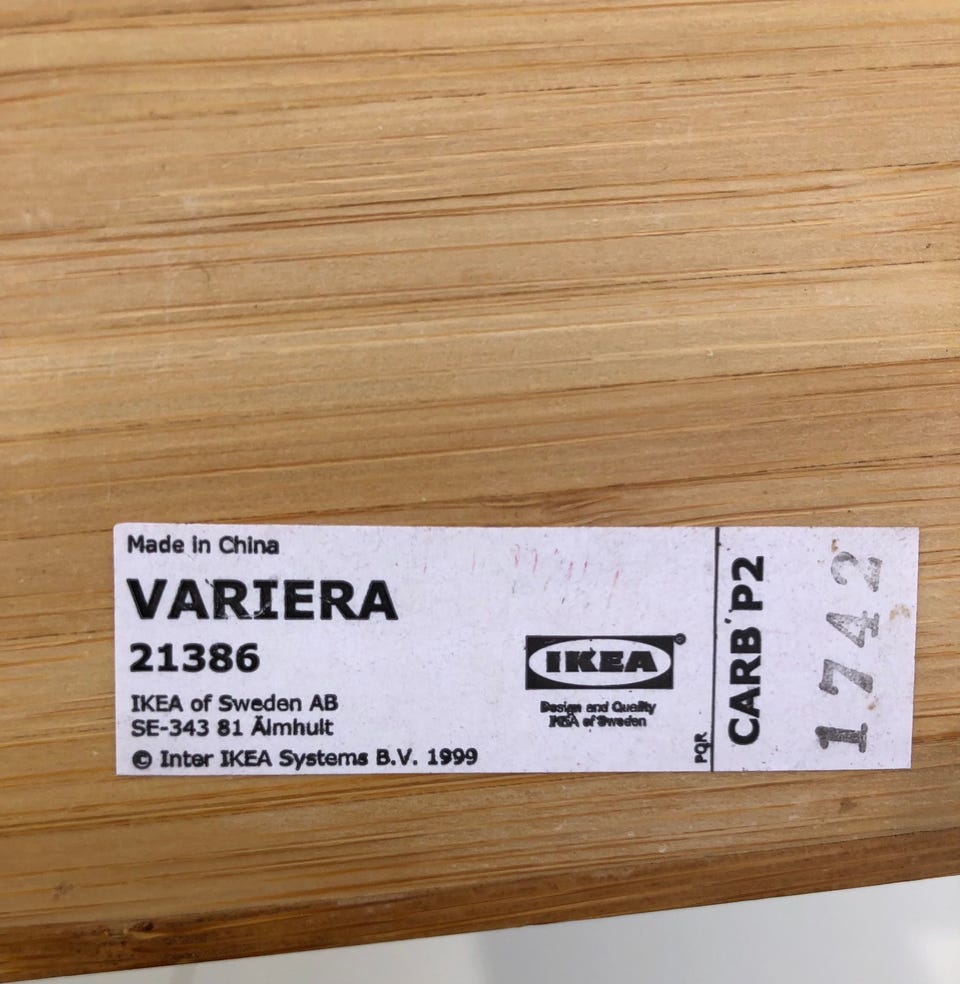 Made in China
VARIERA
21386
IKEA of Sweden AB
SE-343 81 Älmhult
© Inter IKEA Systems B.V. 1999
IKEA®
Design and Quality
IKEA of Sweden
PQR
CARB P2
1742